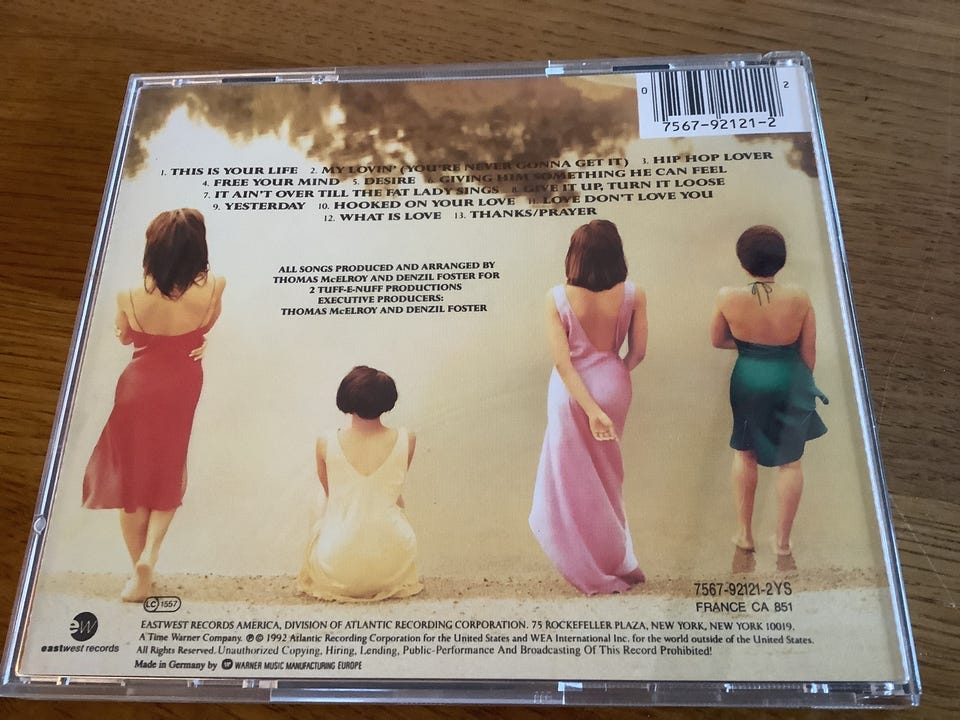 0 2
7567-92121-2
1. THIS IS YOUR LIFE 2. MY LOVIN' (YOU'RE NEVER GONNA GET IT) 3. HIP HOP LOVER
4. FREE YOUR MIND 5. DESIRE 6. GIVING HIM SOMETHING HE CAN FEEL
7. IT AIN'T OVER TILL THE FAT LADY SINGS 8. GIVE IT UP, TURN IT LOOSE
9. YESTERDAY 10. HOOKED ON YOUR LOVE 11. LOVE DON'T LOVE YOU
12. WHAT IS LOVE 13. THANKS/PRAYER
ALL SONGS PRODUCED AND ARRANGED BY
THOMAS McELROY AND DENZIL FOSTER FOR
2 TUFF-E-NUFF PRODUCTIONS
EXECUTIVE PRODUCERS:
THOMAS McELROY AND DENZIL FOSTER
LC 1557
7567-92121-2YS
FRANCE CA 851
ew
eastwest records
EASTWEST RECORDS AMERICA, DIVISION OF ATLANTIC RECORDING CORPORATION. 75 ROCKEFELLER PLAZA, NEW YORK, NEW YORK 10019.
A Time Warner Company. ℗ © 1992 Atlantic Recording Corporation for the United States and WEA International Inc. for the world outside of the United States.
All Rights Reserved. Unauthorized Copying, Hiring, Lending, Public-Performance And Broadcasting Of This Record Prohibited!
Made in Germany by WARNER MUSIC MANUFACTURING EUROPE